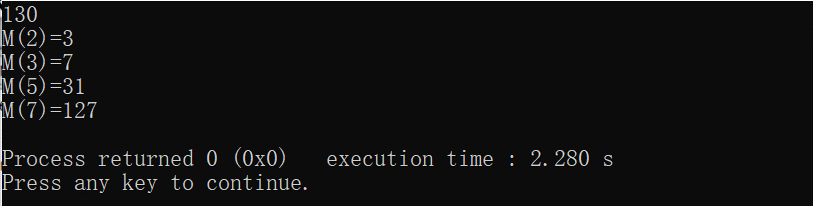 130
M(2)=3
M(3)=7
M(5)=31
M(7)=127
Process returned 0 (0x0)   execution time : 2.280 s
Press any key to continue.